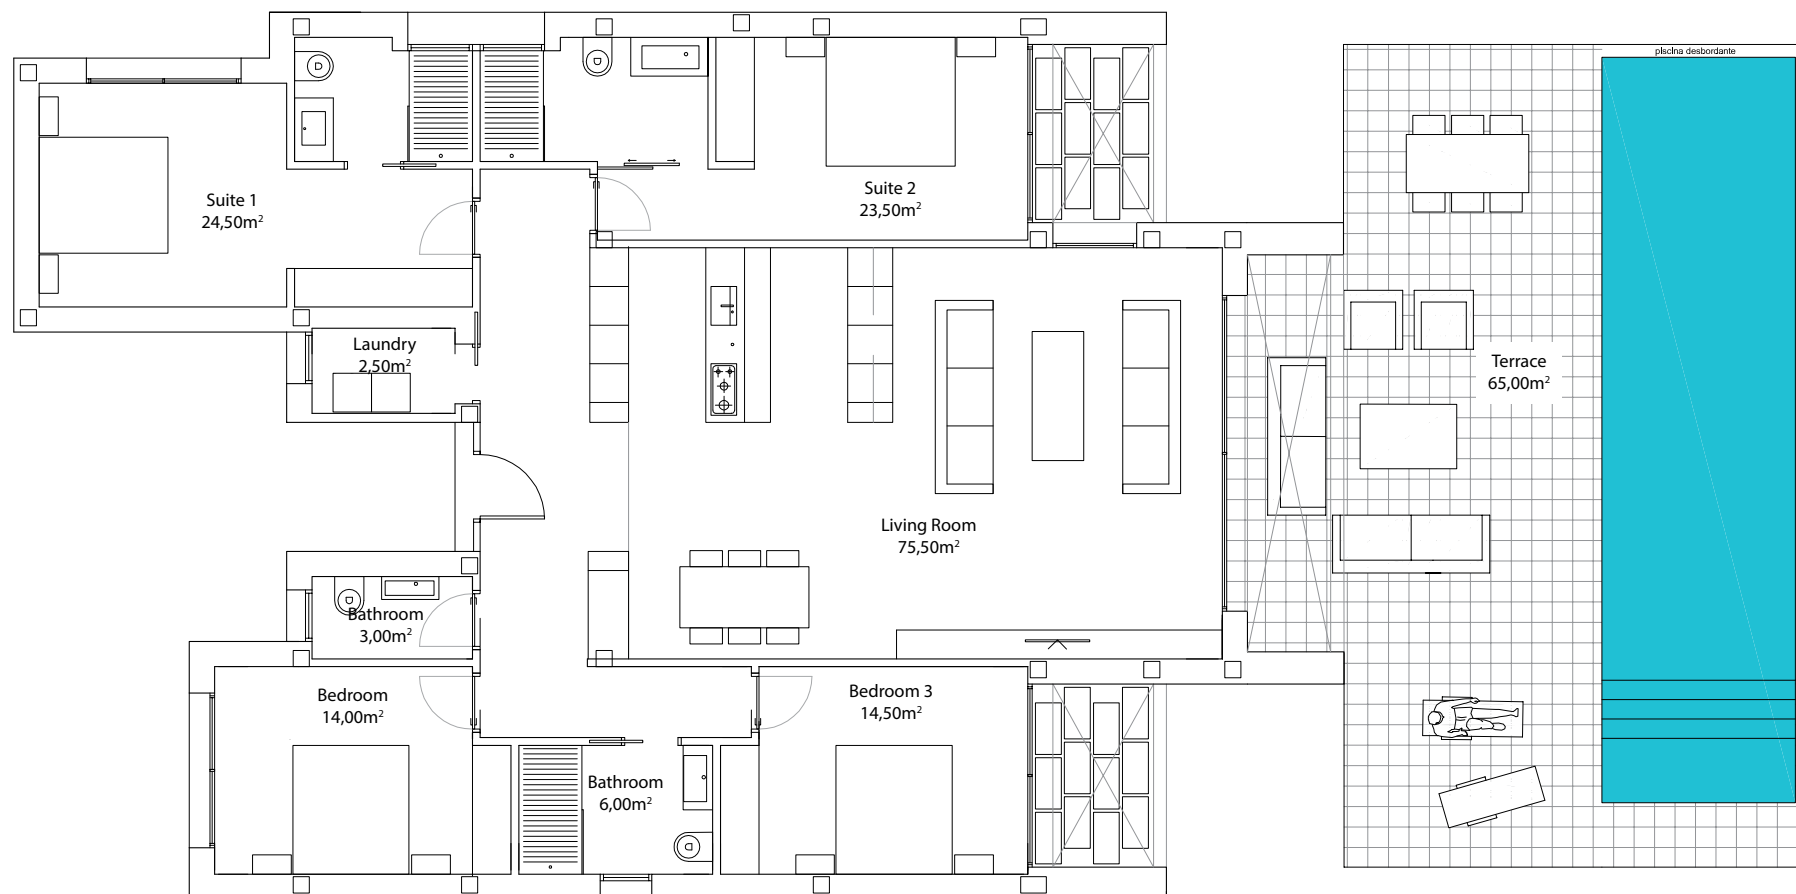 piscina desbordante
Suite 1
24,50m²
Suite 2
23,50m²
Laundry
2,50m²
Terrace
65,00m²
Living Room
75,50m²
Bathroom
3,00m²
Bedroom
14,00m²
Bedroom 3
14,50m²
Bathroom
6,00m²